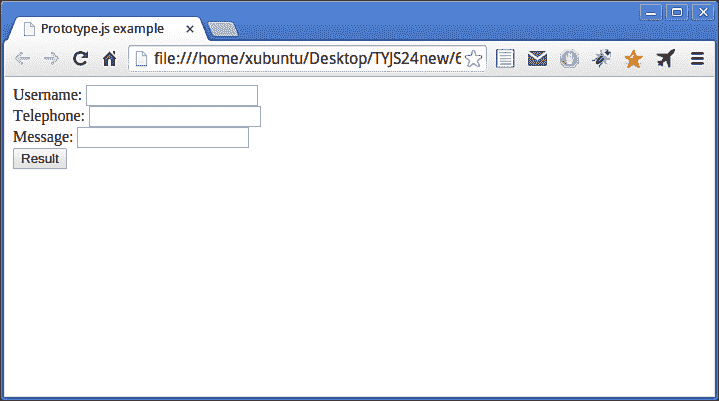 Prototype.js example
file:///home/xubuntu/Desktop/TYJS24new/6
Username:
Telephone:
Message:
Result